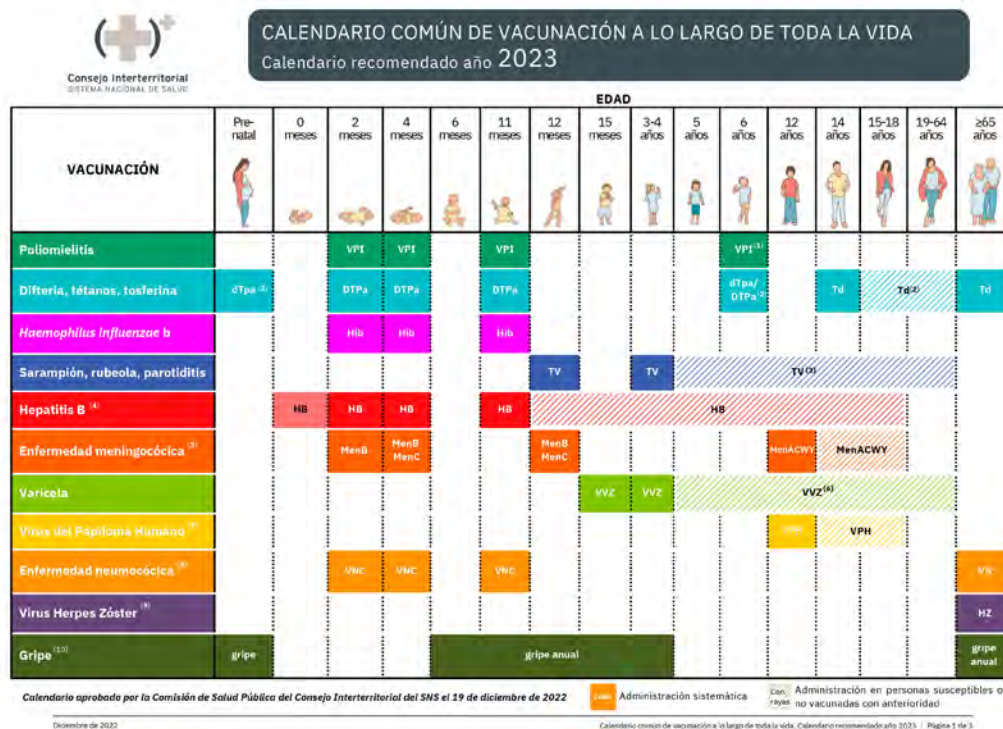 CALENDARIO COMÚN DE VACUNACIÓN A LO LARGO DE TODA LA VIDA
Calendario recomendado año 2023
Consejo Interterritorial
SISTEMA NACIONAL DE SALUD
EDAD
VACUNACIÓN
Pre-natal
0 meses
2 meses
4 meses
6 meses
11 meses
12 meses
15 meses
3-4 años
5 años
6 años
12 años
14 años
15-18 años
19-64 años
≥65 años
Poliomielitis VPI VPI VPI VPI(1)
Difteria, tétanos, tosferina dTpa (2) DTPa DTPa DTPa dTpa/ DTPa(2) Td Td(2) Td
Haemophilus influenzae b Hib Hib Hib
Sarampión, rubeola, parotiditis TV TV TV(3)
Hepatitis B (4) HB HB HB HB HB
Enfermedad meningocócica (5) MenB MenB MenC MenB MenC MenACWY MenACWY
Varicela VVZ VVZ VVZ(6)
Virus del Papiloma Humano VPH
Enfermedad neumocócica VNC VNC VNC VN
Virus Herpes Zóster (9) HZ
Gripe (10) gripe gripe anual gripe anual
Calendario aprobado por la Comisión de Salud Pública del Consejo Interterritorial del SNS el 19 de diciembre de 2022
Administración sistemática
Con rayas
Administración en personas susceptibles o
no vacunadas con anterioridad
Diciembre de 2022
Calendario común de vacunación a lo largo de toda la vida. Calendario recomendado año 2023 | Página 1 de 3